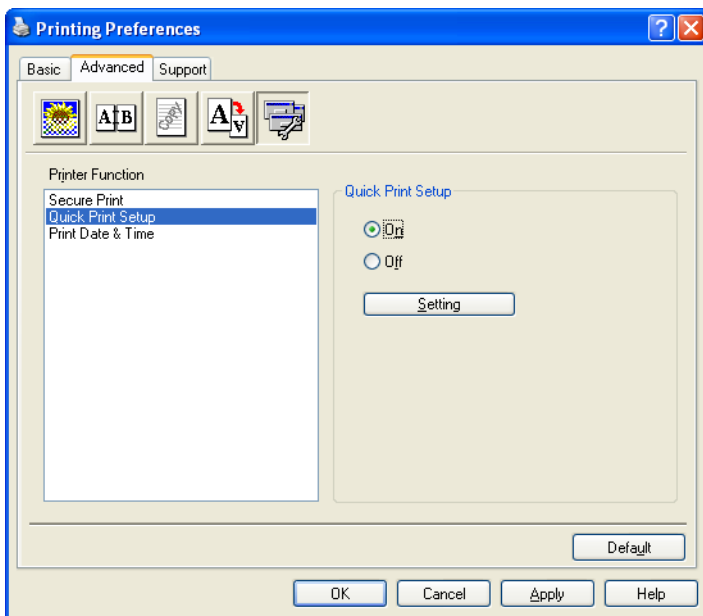 Printing Preferences
Basic Advanced Support
A B A A
Printer Function
Secure Print
Quick Print Setup
Print Date & Time
Quick Print Setup
On
Off
Setting
Default
OK Cancel Apply Help